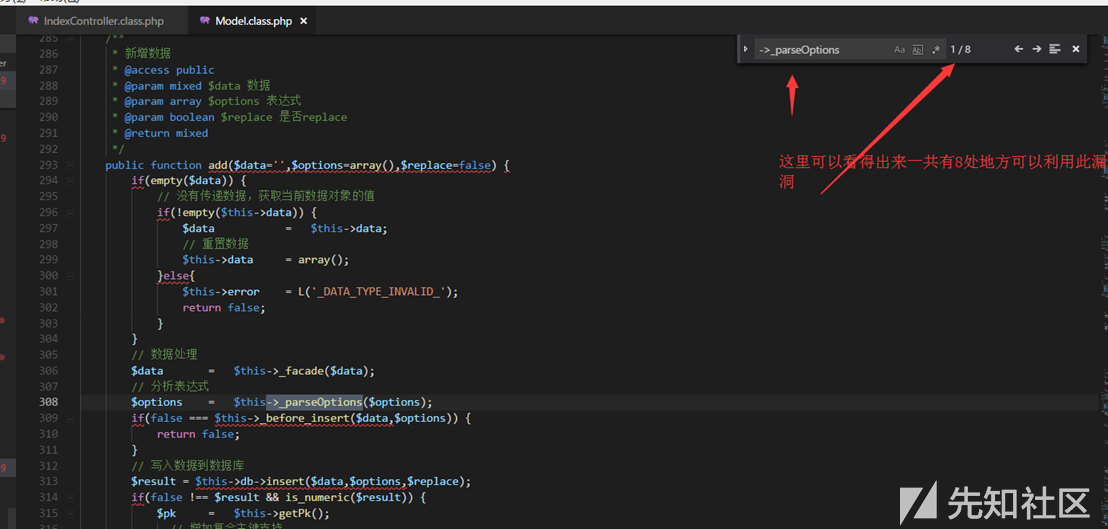 IndexController.class.php Model.class.php ×
->_parseOptions Aa Abl .* 1 / 8
285 /**
286 * 新增数据
287 * @access public
288 * @param mixed $data 数据
289 * @param array $options 表达式
290 * @param boolean $replace 是否replace
291 * @return mixed
292 */
293 public function add($data='',$options=array(),$replace=false) {
294 if(empty($data)) {
295 // 没有传递数据，获取当前数据对象的值
296 if(!empty($this->data)) {
297 $data = $this->data;
298 // 重置数据
299 $this->data = array();
300 }else{
301 $this->error = L('_DATA_TYPE_INVALID_');
302 return false;
303 }
304 }
305 // 数据处理
306 $data = $this->_facade($data);
307 // 分析表达式
308 $options = $this->_parseOptions($options);
309 if(false === $this->_before_insert($data,$options)) {
310 return false;
311 }
312 // 写入数据到数据库
313 $result = $this->db->insert($data,$options,$replace);
314 if(false !== $result && is_numeric($result)) {
315 $pk = $this->getPk();
316 // 增加复合主键支持
这里可以看得出来一共有8处地方可以利用此漏
洞
先知社区